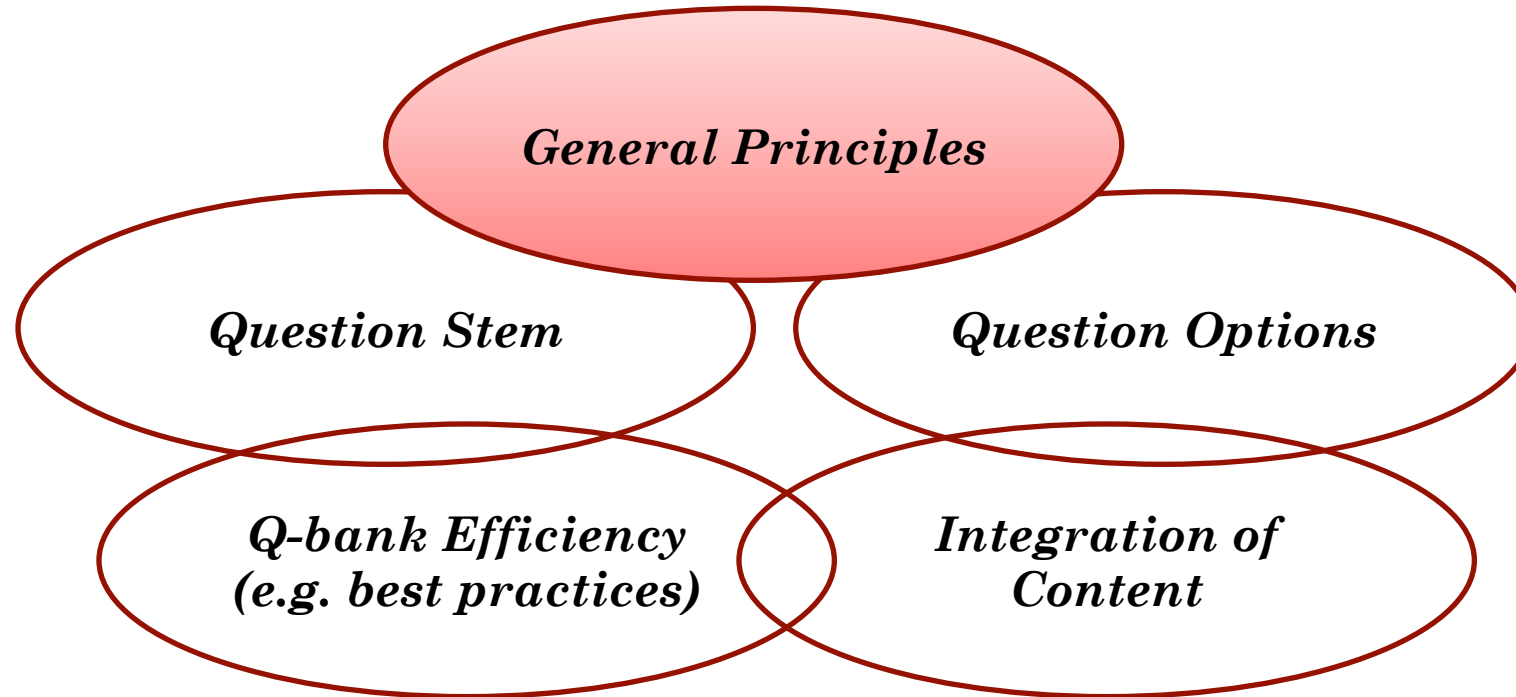 General Principles
Question Stem
Question Options
Q-bank Efficiency
(e.g. best practices)
Integration of
Content